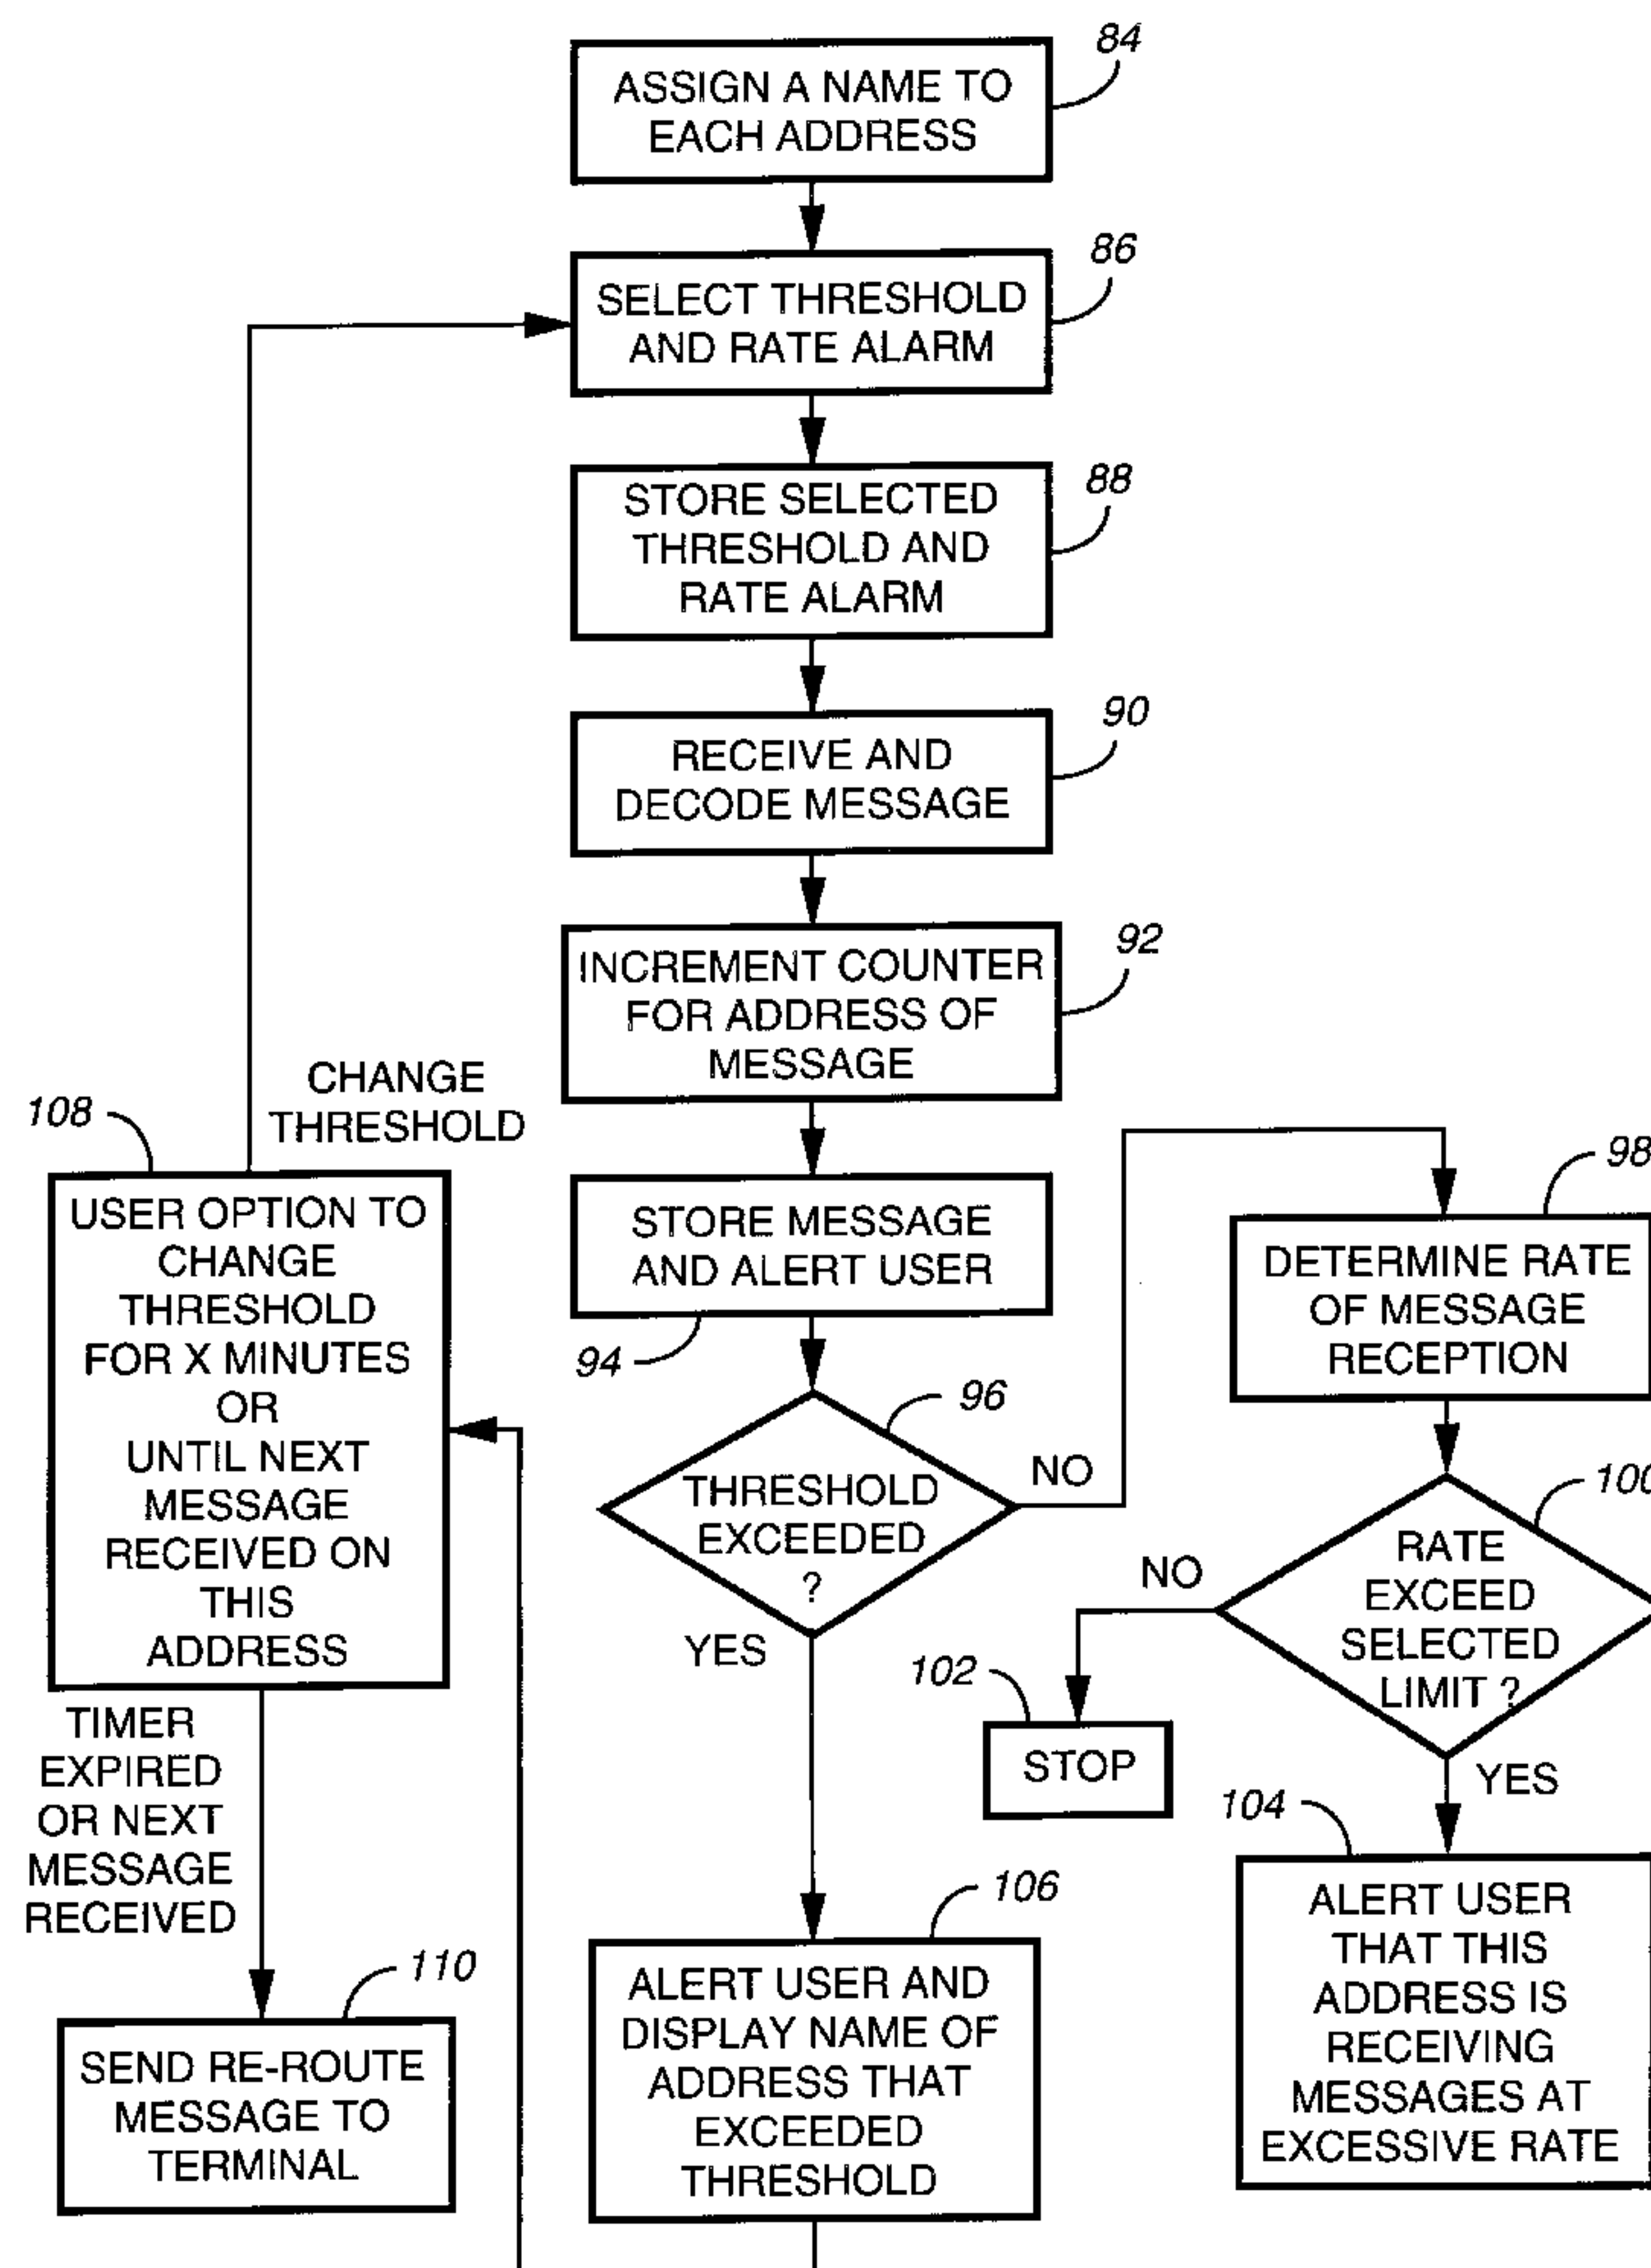 84
ASSIGN A NAME TO
EACH ADDRESS
86
SELECT THRESHOLD
AND RATE ALARM
88
STORE SELECTED
THRESHOLD AND
RATE ALARM
90
RECEIVE AND
DECODE MESSAGE
92
INCREMENT COUNTER
FOR ADDRESS OF
MESSAGE
CHANGE
THRESHOLD
108
USER OPTION TO
CHANGE
THRESHOLD
FOR X MINUTES
OR
UNTIL NEXT
MESSAGE
RECEIVED ON
THIS
ADDRESS
STORE MESSAGE
AND ALERT USER
94
96
THRESHOLD
EXCEEDED
?
NO
YES
98
DETERMINE RATE
OF MESSAGE
RECEPTION
100
RATE
EXCEED
SELECTED
LIMIT ?
NO
YES
102
STOP
104
ALERT USER
THAT THIS
ADDRESS IS
RECEIVING
MESSAGES AT
EXCESSIVE RATE
TIMER
EXPIRED
OR NEXT
MESSAGE
RECEIVED
110
SEND RE-ROUTE
MESSAGE TO
TERMINAL
106
ALERT USER AND
DISPLAY NAME OF
ADDRESS THAT
EXCEEDED
THRESHOLD